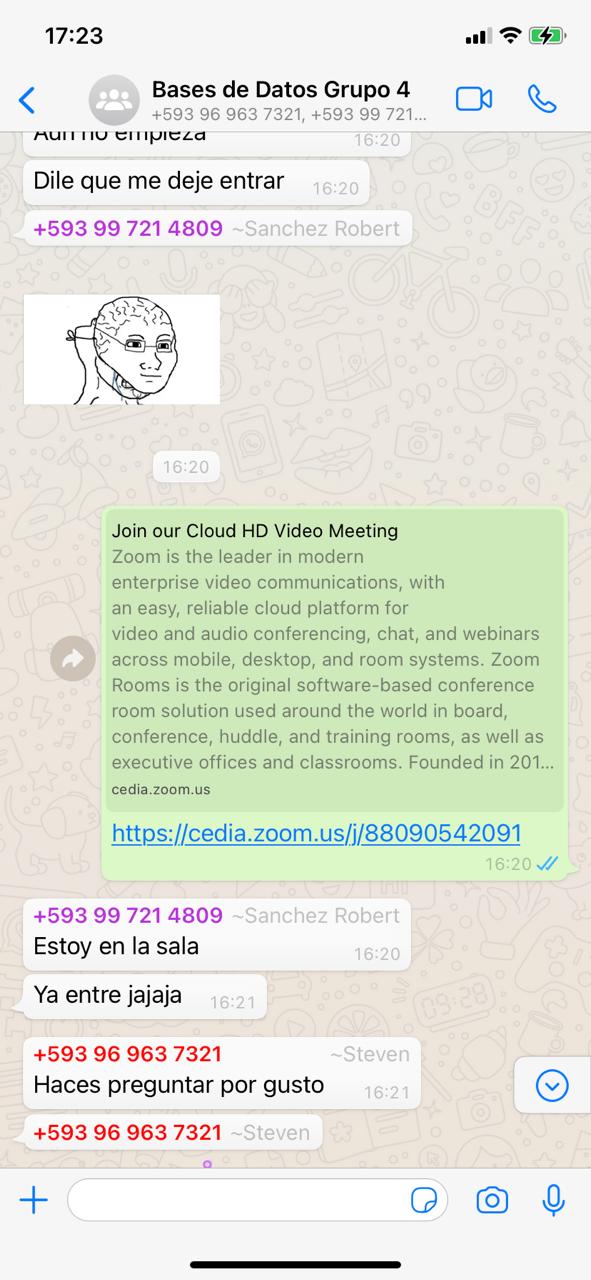 17:23
Bases de Datos Grupo 4
+593 96 963 7321, +593 99 721...
Aun no empieza
16:20
Dile que me deje entrar
16:20
+593 99 721 4809 ~Sanchez Robert
16:20
Join our Cloud HD Video Meeting
Zoom is the leader in modern
enterprise video communications, with
an easy, reliable cloud platform for
video and audio conferencing, chat, and webinars
across mobile, desktop, and room systems. Zoom
Rooms is the original software-based conference
room solution used around the world in board,
conference, huddle, and training rooms, as well as
executive offices and classrooms. Founded in 201...
cedia.zoom.us
https://cedia.zoom.us/j/88090542091
16:20
+593 99 721 4809 ~Sanchez Robert
Estoy en la sala
16:20
Ya entre jajaja
16:21
+593 96 963 7321 ~Steven
Haces preguntar por gusto
16:21
+593 96 963 7321 ~Steven